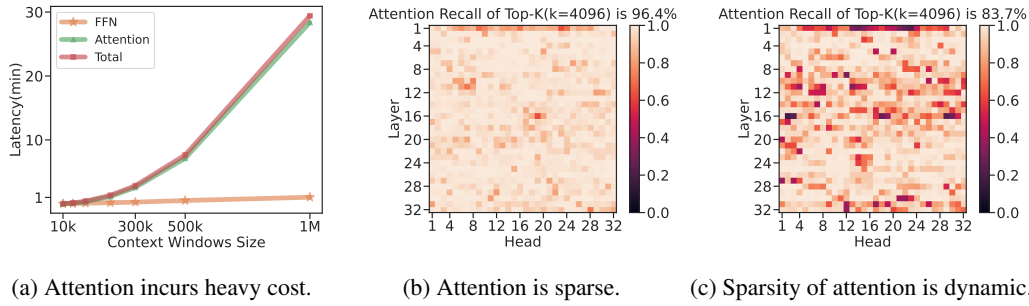 30
20
10
1
Latency(min)
FFN
Attention
Total
10k 300k 500k 1M
Context Windows Size
(a) Attention incurs heavy cost.
Attention Recall of Top-K(k=4096) is 96.4%
1
4
8
12
16
20
24
28
32
Layer
1 4 8 12 16 20 24 28 32
Head
1.0
0.8
0.6
0.4
0.2
0.0
(b) Attention is sparse.
Attention Recall of Top-K(k=4096) is 83.7%
1
4
8
12
16
20
24
28
32
Layer
1 4 8 12 16 20 24 28 32
Head
1.0
0.8
0.6
0.4
0.2
0.0
(c) Sparsity of attention is dynamic.